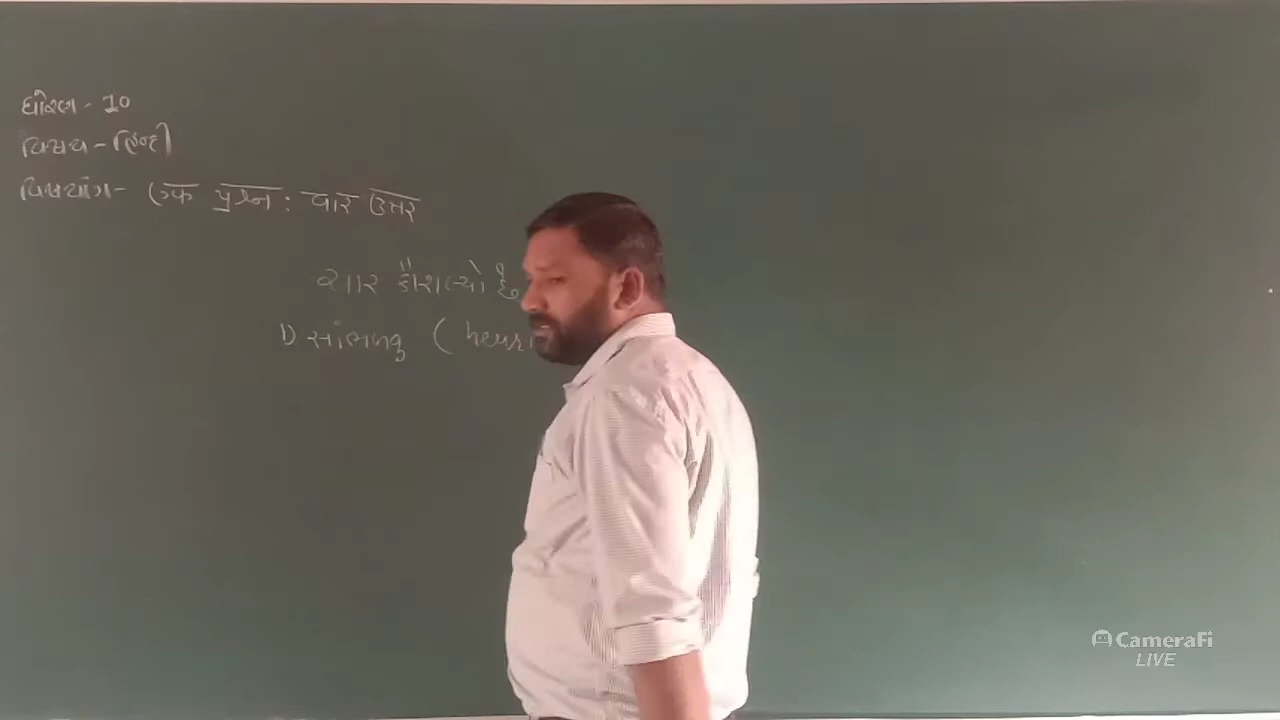 ધોરણ - 10
વિષય - હિન્દી
વિષયાંગ - एक प्रश्न : चार उत्तर
ચાર કૌશલ્યો છે
1) સાંભળવુ (
CameraFi
LIVE